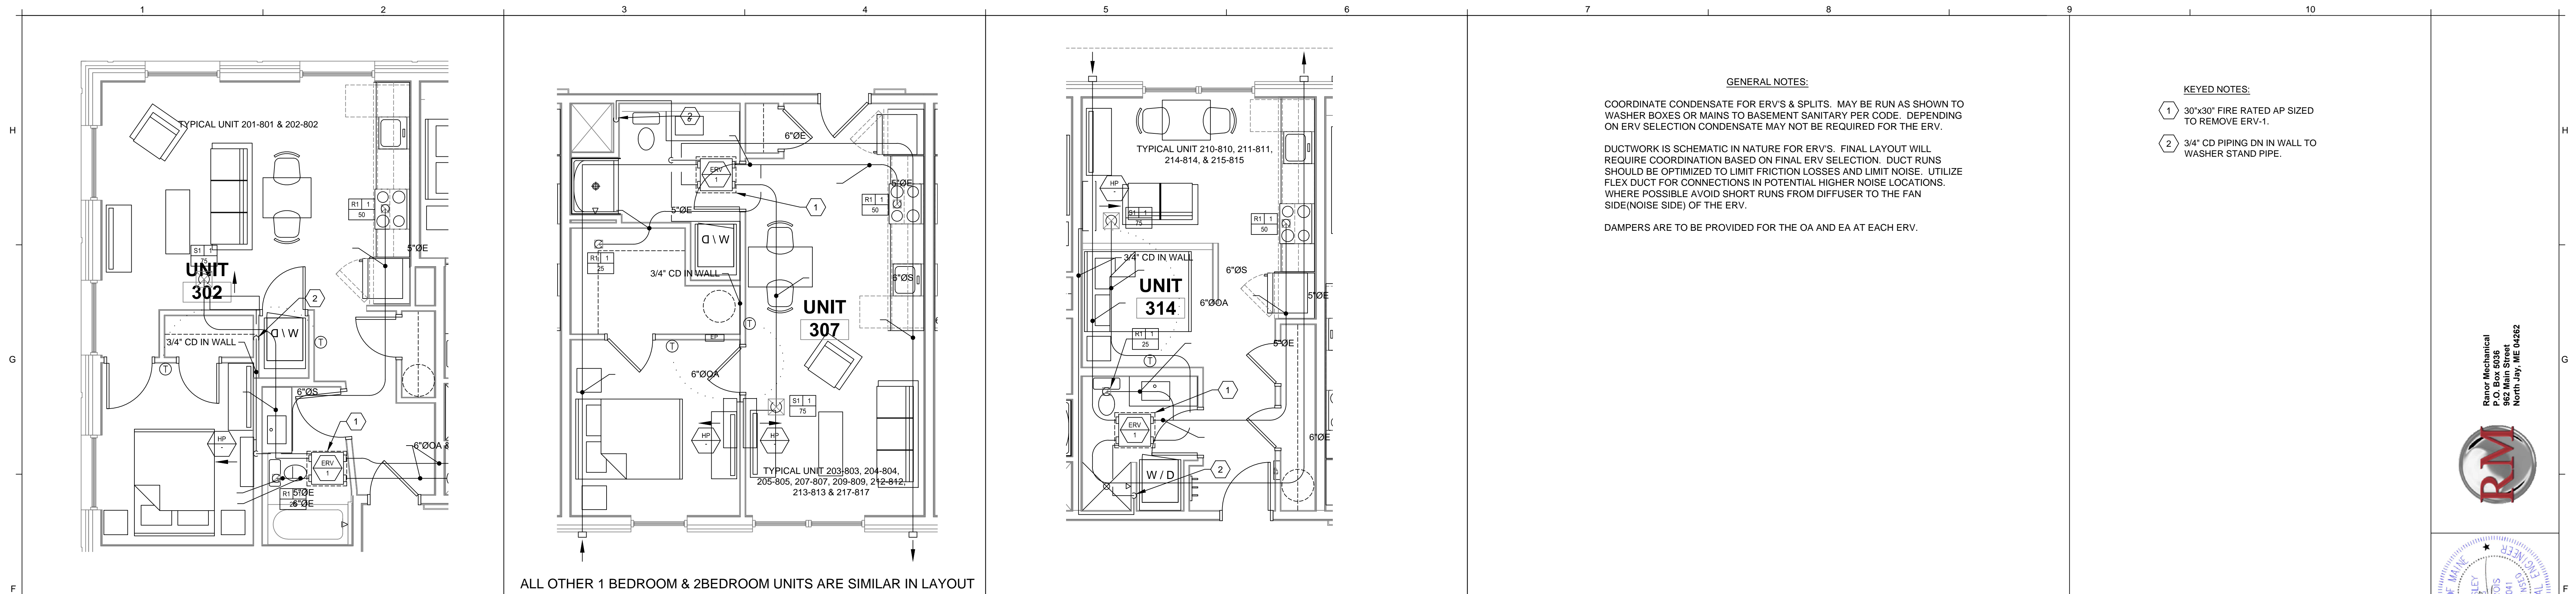 1
2
3
4
5
6
7
8
9
10
H
G
F
H
G
F
TYPICAL UNIT 201-801 & 202-802
R1 1
50
5"ØE
S1 1
75
UNIT
302
2
W \ D
3/4" CD IN WALL
T
T
6"ØS
1
HP
-
6"ØOA &
ERV
1
R1
5"ØE
6"ØE
2
6"ØE
ERV
1
5"ØE
R1 1
50
1
5"ØE
W \ D
R1 1
25
3/4" CD IN WALL
6"ØS
UNIT
307
T
EP
T
6"ØOA
S1 1
75
HP
-
HP
-
TYPICAL UNIT 203-803, 204-804,
205-805, 207-807, 209-809, 212-812,
213-813 & 217-817
ALL OTHER 1 BEDROOM & 2BEDROOM UNITS ARE SIMILAR IN LAYOUT
TYPICAL UNIT 210-810, 211-811,
214-814, & 215-815
HP
-
S1 1
75
R1 1
50
3/4" CD IN WALL
6"ØS
UNIT
314
6"ØOA
5"ØE
R1 1
25
5"ØE
T
1
ERV
1
6"ØE
W / D
2
GENERAL NOTES:
COORDINATE CONDENSATE FOR ERV'S & SPLITS. MAY BE RUN AS SHOWN TO
WASHER BOXES OR MAINS TO BASEMENT SANITARY PER CODE. DEPENDING
ON ERV SELECTION CONDENSATE MAY NOT BE REQUIRED FOR THE ERV.
DUCTWORK IS SCHEMATIC IN NATURE FOR ERV'S. FINAL LAYOUT WILL
REQUIRE COORDINATION BASED ON FINAL ERV SELECTION. DUCT RUNS
SHOULD BE OPTIMIZED TO LIMIT FRICTION LOSSES AND LIMIT NOISE. UTILIZE
FLEX DUCT FOR CONNECTIONS IN POTENTIAL HIGHER NOISE LOCATIONS.
WHERE POSSIBLE AVOID SHORT RUNS FROM DIFFUSER TO THE FAN
SIDE(NOISE SIDE) OF THE ERV.
DAMPERS ARE TO BE PROVIDED FOR THE OA AND EA AT EACH ERV.
KEYED NOTES:
1 30"x30" FIRE RATED AP SIZED
TO REMOVE ERV-1.
2 3/4" CD PIPING DN IN WALL TO
WASHER STAND PIPE.
Ranor Mechanical
P.O. Box 5036
962 Main Street
North Jay, ME 04262
RM
MAINE
ENGINEER